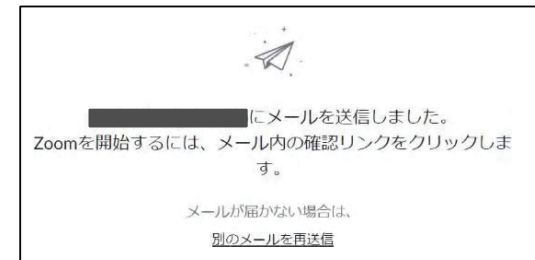 にメールを送信しました。
Zoomを開始するには、メール内の確認リンクをクリックしま
す。
メールが届かない場合は、
別のメールを再送信